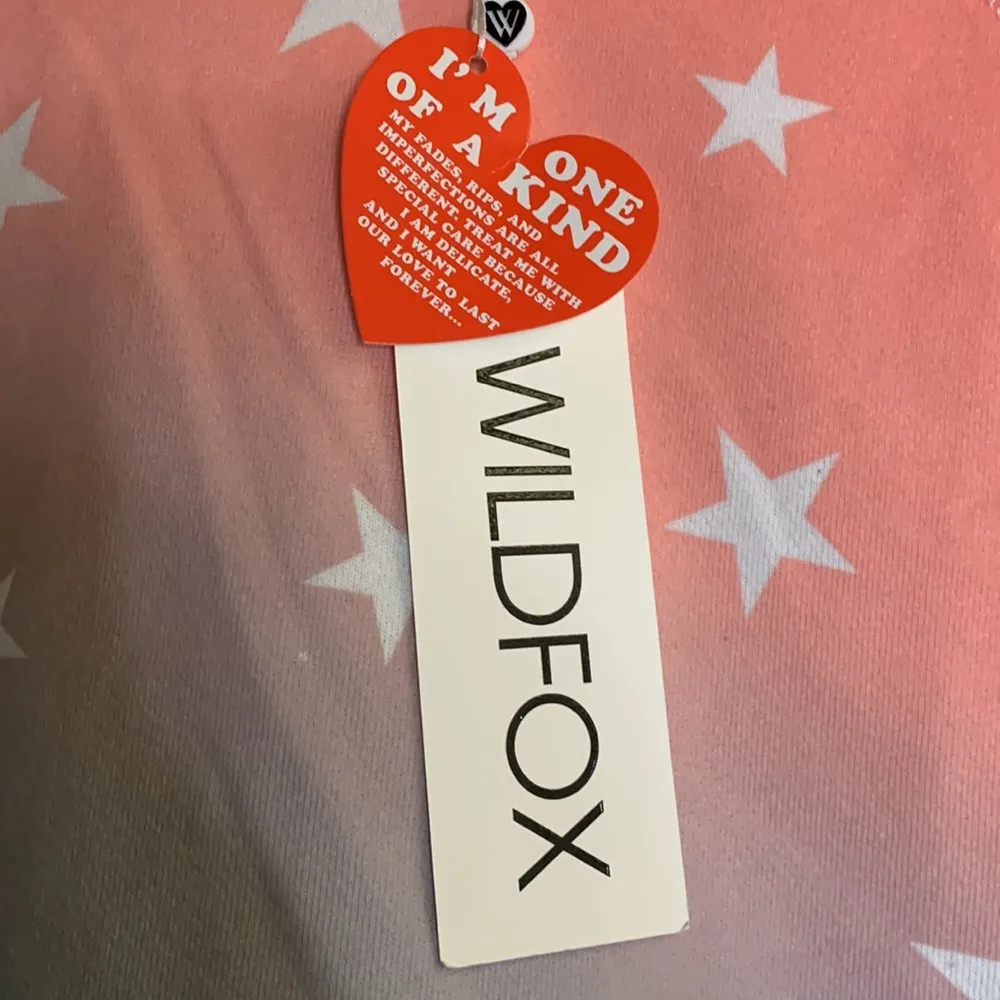 W
I'M ONE
OF A KIND
MY FADES, RIPS, AND
IMPERFECTIONS ARE ALL
DIFFERENT. TREAT ME WITH
SPECIAL CARE BECAUSE
I AM DELICATE,
AND I WANT
OUR LOVE TO LAST
FOREVER...
WILDFOX